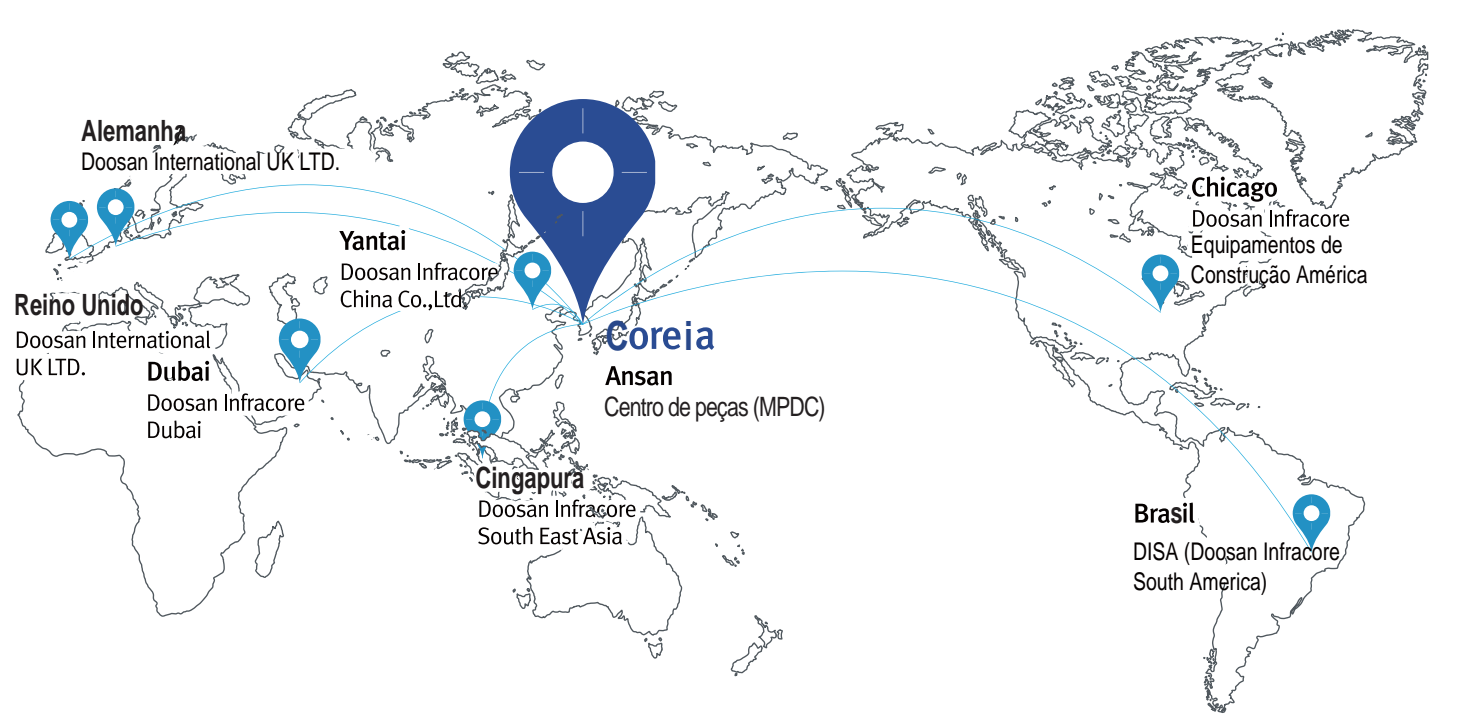 Alemanha
Doosan International UK LTD.
Reino Unido
Doosan International
UK LTD.
Dubai
Doosan Infracore
Dubai
Yantai
Doosan Infracore
China Co.,Ltd.
Coreia
Ansan
Centro de peças (MPDC)
Cingapura
Doosan Infracore
South East Asia
Chicago
Doosan Infracore
Equipamentos de
Construção América
Brasil
DISA (Doosan Infracore
South America)